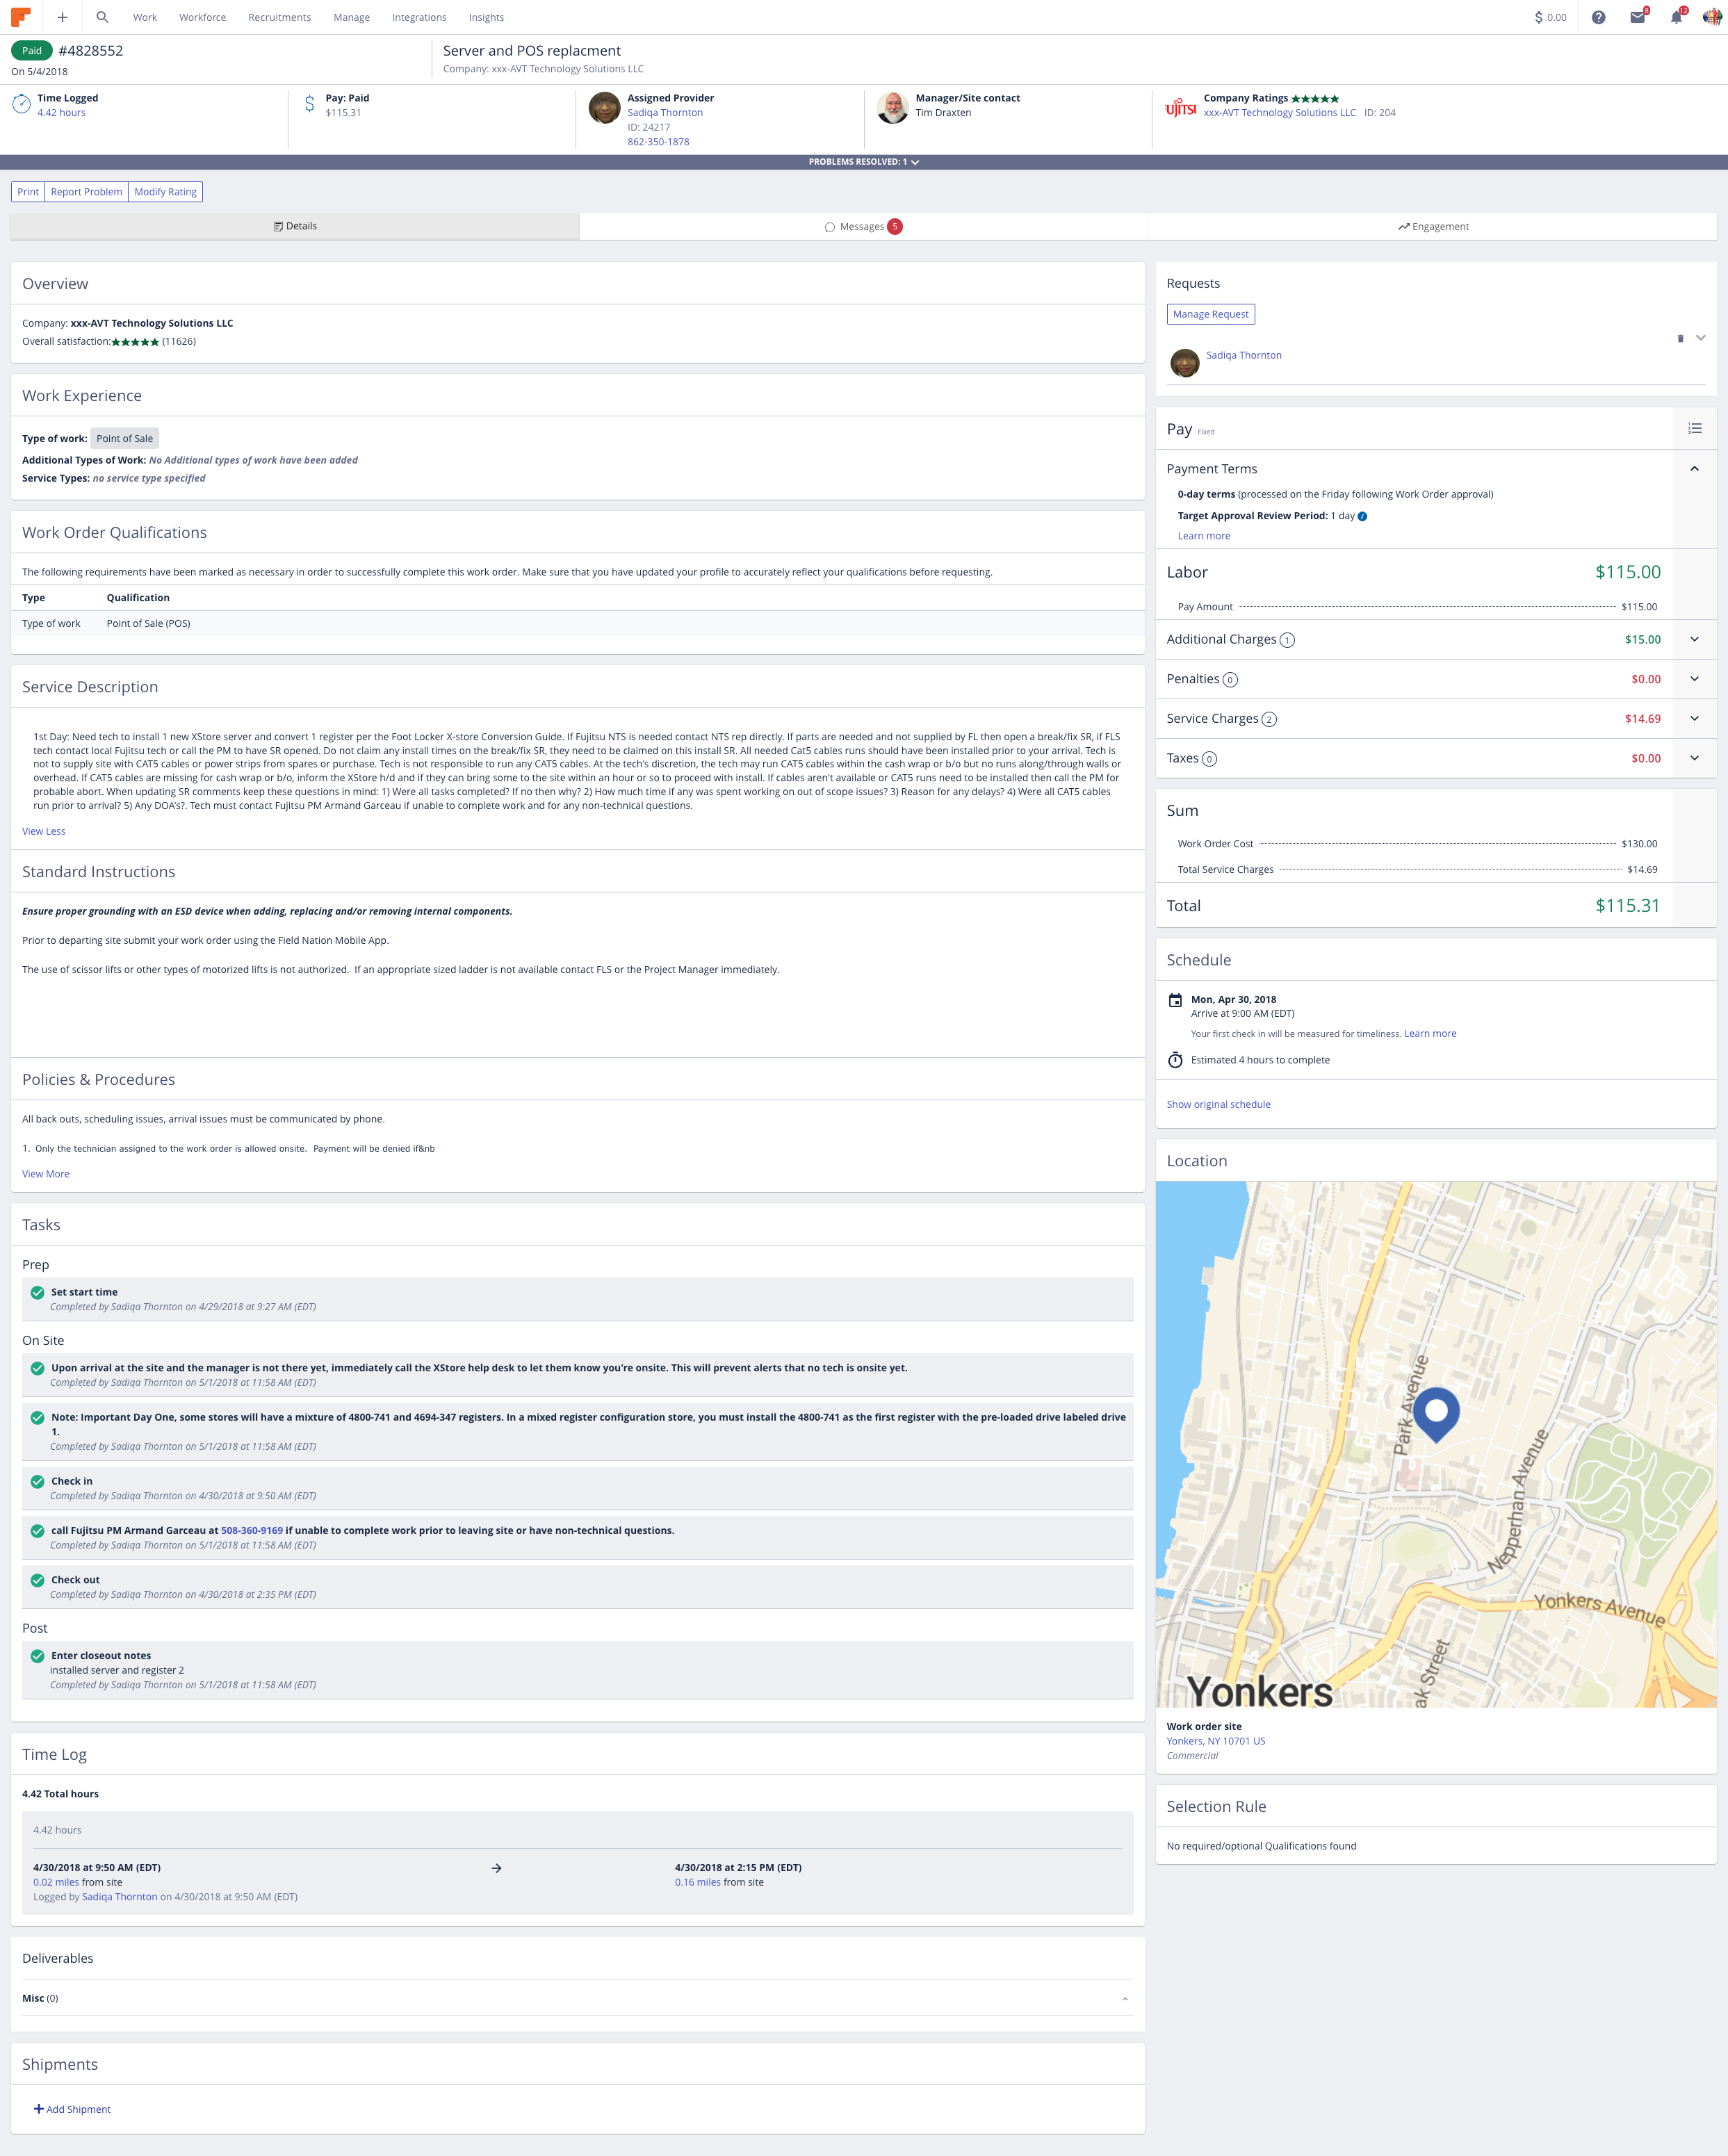 Work
Workforce
Recruitments
Manage
Integrations
Insights
$ 0.00
8
12
Paid #4828552
On 5/4/2018
Server and POS replacment
Company: xxx-AVT Technology Solutions LLC
Time Logged
4.42 hours
Pay: Paid
$115.31
Assigned Provider
Sadiqa Thornton
ID: 24217
862-350-1878
Manager/Site contact
Tim Draxten
Company Ratings ★★★★★
xxx-AVT Technology Solutions LLC ID: 204
PROBLEMS RESOLVED: 1
Print
Report Problem
Modify Rating
Details
Messages 5
Engagement
Overview
Company: xxx-AVT Technology Solutions LLC
Overall satisfaction:★★★★★ (11626)
Work Experience
Type of work: Point of Sale
Additional Types of Work: No Additional types of work have been added
Service Types: no service type specified
Work Order Qualifications
The following requirements have been marked as necessary in order to successfully complete this work order. Make sure that you have updated your profile to accurately reflect your qualifications before requesting.
Type Qualification
Type of work Point of Sale (POS)
Service Description
1st Day: Need tech to install 1 new XStore server and convert 1 register per the Foot Locker X-store Conversion Guide. If Fujitsu NTS is needed contact NTS rep directly. If parts are needed and not supplied by FL then open a break/fix SR, if FLS
tech contact local Fujitsu tech or call the PM to have SR opened. Do not claim any install times on the break/fix SR, they need to be claimed on this install SR. All needed Cat5 cables runs should have been installed prior to your arrival. Tech is
not to supply site with CAT5 cables or power strips from spares or purchase. Tech is not responsible to run any CAT5 cables. At the tech's discretion, the tech may run CAT5 cables within the cash wrap or b/o but no runs along/through walls or
overhead. If CAT5 cables are missing for cash wrap or b/o, inform the XStore h/d and if they can bring some to the site within an hour or so to proceed with install. If cables aren't available or CAT5 runs need to be installed then call the PM for
probable abort. When updating SR comments keep these questions in mind: 1) Were all tasks completed? If no then why? 2) How much time if any was spent working on out of scope issues? 3) Reason for any delays? 4) Were all CAT5 cables
run prior to arrival? 5) Any DOA's?. Tech must contact Fujitsu PM Armand Garceau if unable to complete work and for any non-technical questions.
View Less
Standard Instructions
Ensure proper grounding with an ESD device when adding, replacing and/or removing internal components.
Prior to departing site submit your work order using the Field Nation Mobile App.
The use of scissor lifts or other types of motorized lifts is not authorized. If an appropriate sized ladder is not available contact FLS or the Project Manager immediately.
Policies & Procedures
All back outs, scheduling issues, arrival issues must be communicated by phone.
1. Only the technician assigned to the work order is allowed onsite. Payment will be denied if&nb
View More
Tasks
Prep
Set start time
Completed by Sadiqa Thornton on 4/29/2018 at 9:27 AM (EDT)
On Site
Upon arrival at the site and the manager is not there yet, immediately call the XStore help desk to let them know you're onsite. This will prevent alerts that no tech is onsite yet.
Completed by Sadiqa Thornton on 5/1/2018 at 11:58 AM (EDT)
Note: Important Day One, some stores will have a mixture of 4800-741 and 4694-347 registers. In a mixed register configuration store, you must install the 4800-741 as the first register with the pre-loaded drive labeled drive
1.
Completed by Sadiqa Thornton on 5/1/2018 at 11:58 AM (EDT)
Check in
Completed by Sadiqa Thornton on 4/30/2018 at 9:50 AM (EDT)
call Fujitsu PM Armand Garceau at 508-360-9169 if unable to complete work prior to leaving site or have non-technical questions.
Completed by Sadiqa Thornton on 5/1/2018 at 11:58 AM (EDT)
Check out
Completed by Sadiqa Thornton on 4/30/2018 at 2:35 PM (EDT)
Post
Enter closeout notes
installed server and register 2
Completed by Sadiqa Thornton on 5/1/2018 at 11:58 AM (EDT)
Time Log
4.42 Total hours
4.42 hours
4/30/2018 at 9:50 AM (EDT) → 4/30/2018 at 2:15 PM (EDT)
0.02 miles from site 0.16 miles from site
Logged by Sadiqa Thornton on 4/30/2018 at 9:50 AM (EDT)
Deliverables
Misc (0)
Shipments
+ Add Shipment
Requests
Manage Request
Sadiqa Thornton
Pay Fixed
Payment Terms
0-day terms (processed on the Friday following Work Order approval)
Target Approval Review Period: 1 day
Learn more
Labor $115.00
Pay Amount $115.00
Additional Charges 1 $15.00
Penalties 0 $0.00
Service Charges 2 $14.69
Taxes 0 $0.00
Sum
Work Order Cost $130.00
Total Service Charges $14.69
Total $115.31
Schedule
Mon, Apr 30, 2018
Arrive at 9:00 AM (EDT)
Your first check in will be measured for timeliness. Learn more
Estimated 4 hours to complete
Show original schedule
Location
Park Avenue
Nepperhan Avenue
Yonkers Avenue
ak Street
Yonkers
Work order site
Yonkers, NY 10701 US
Commercial
Selection Rule
No required/optional Qualifications found